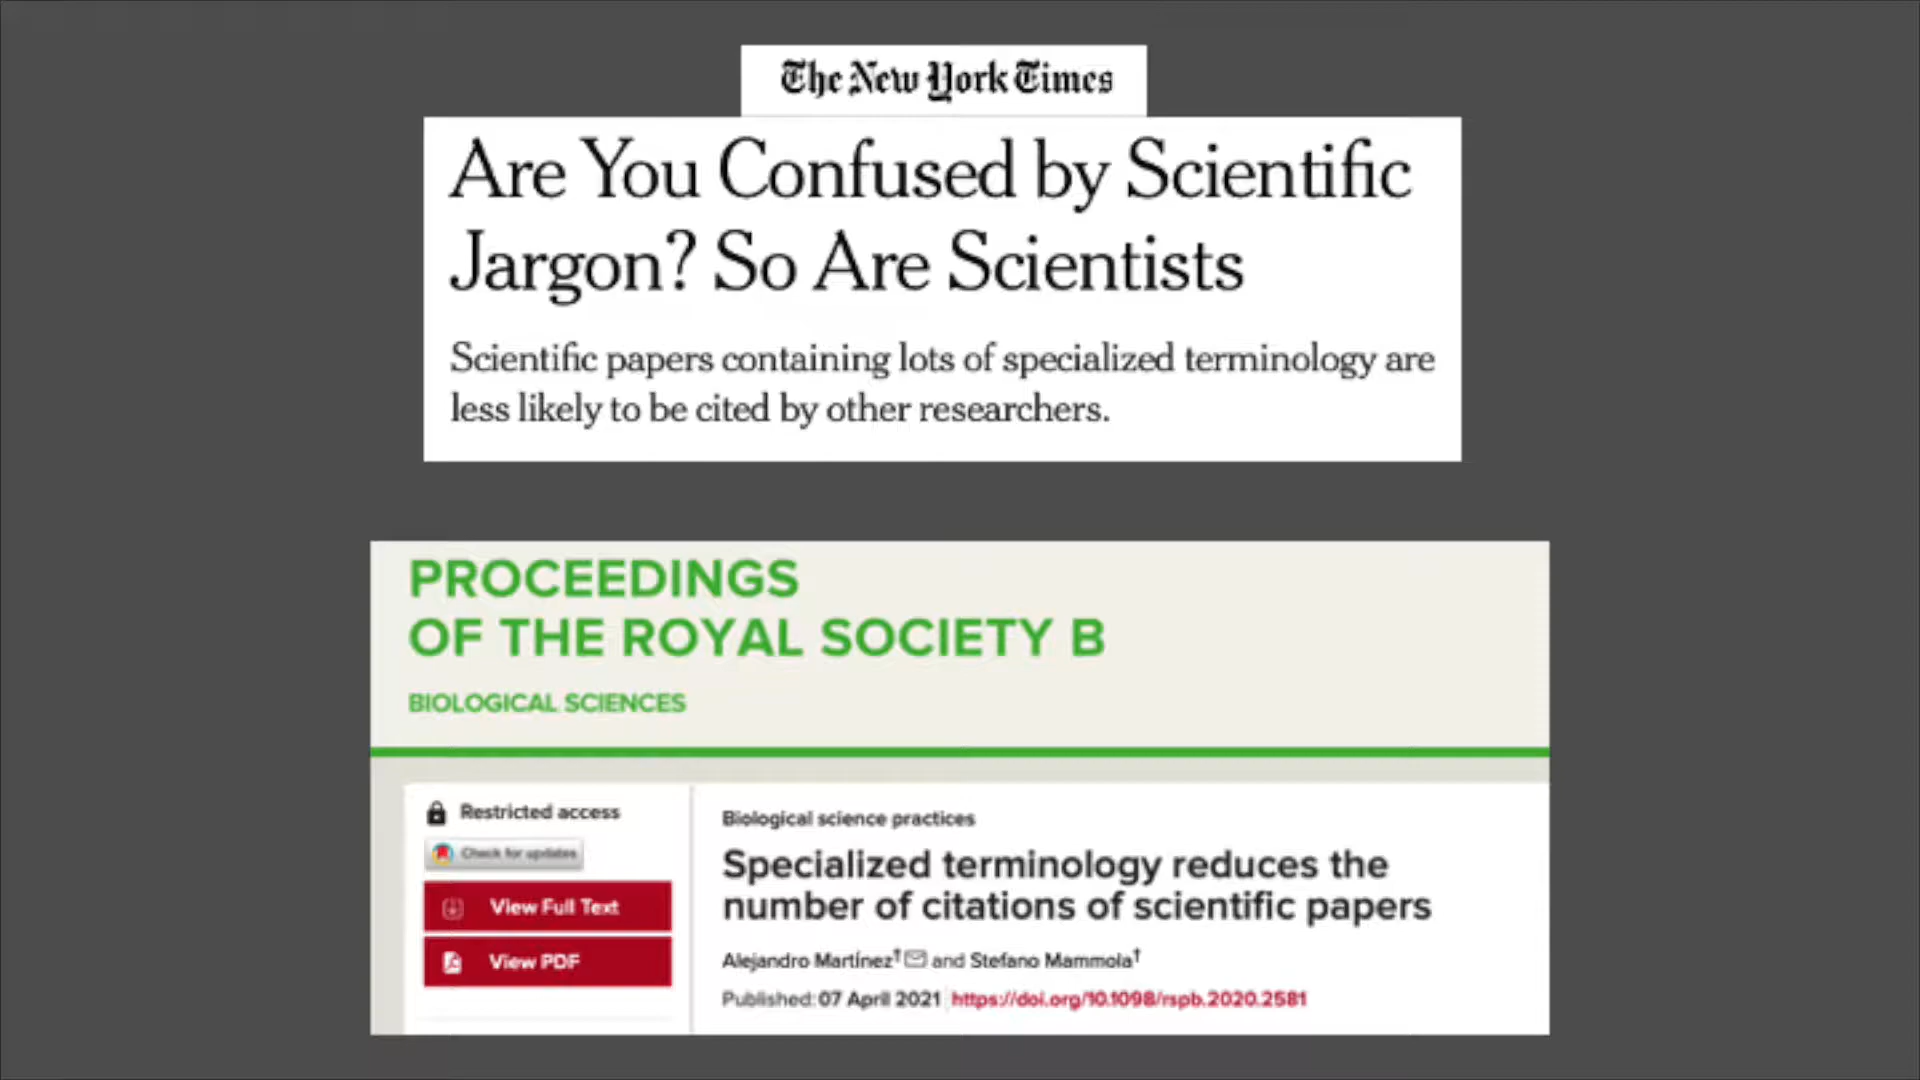 The New York Times
Are You Confused by Scientific
Jargon? So Are Scientists
Scientific papers containing lots of specialized terminology are
less likely to be cited by other researchers.
PROCEEDINGS
OF THE ROYAL SOCIETY B
BIOLOGICAL SCIENCES
Restricted access
Check for updates
View Full Text
View PDF
Biological science practices
Specialized terminology reduces the
number of citations of scientific papers
Alejandro Martínez† and Stefano Mammola†
Published: 07 April 2021 https://doi.org/10.1098/rspb.2020.2581